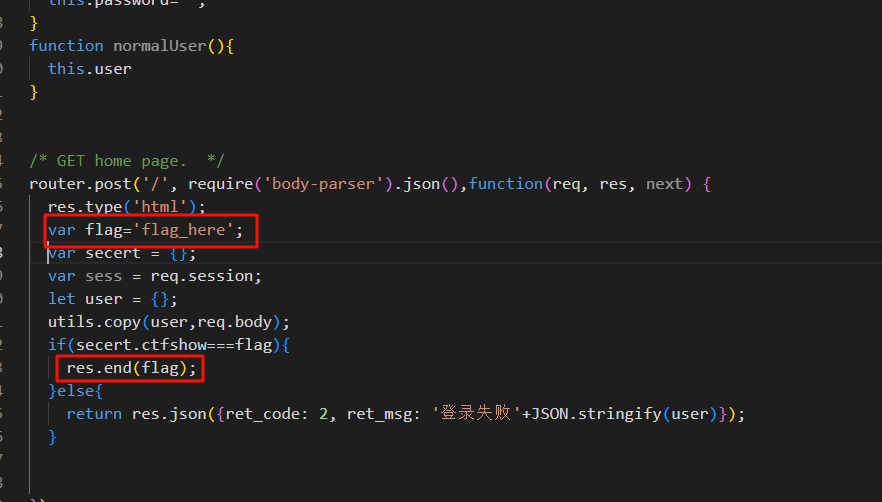 this.password='';
}
function normalUser(){
this.user
}
/* GET home page.  */
router.post('/', require('body-parser').json(),function(req, res, next) {
res.type('html');
var flag='flag_here';
var secert = {};
var sess = req.session;
let user = {};
utils.copy(user,req.body);
if(secert.ctfshow===flag){
res.end(flag);
}else{
return res.json({ret_code: 2, ret_msg: '登录失败'+JSON.stringify(user)});
}
})